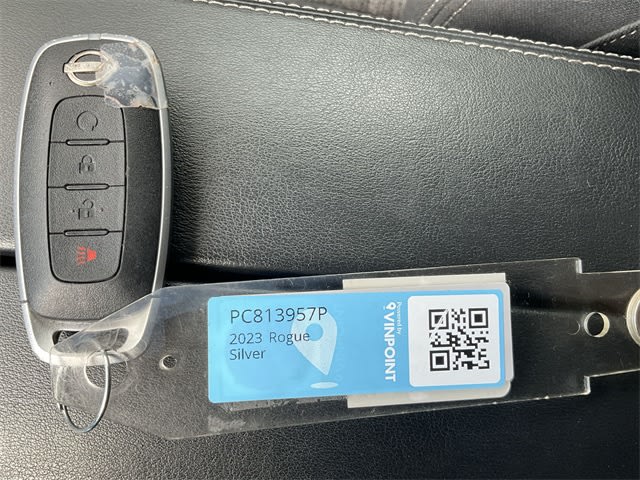 PC813957P
2023 Rogue
Silver
Powered by
VINPOINT